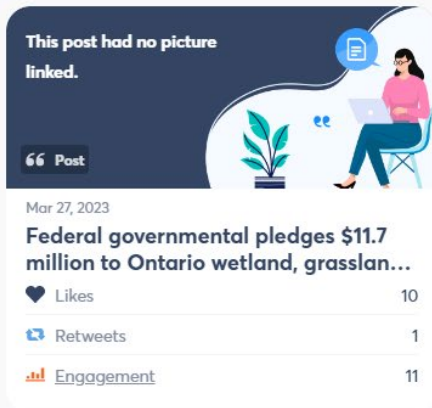 This post had no picture
linked.
Post
Mar 27, 2023
Federal governmental pledges $11.7
million to Ontario wetland, grasslan...
Likes 10
Retweets 1
Engagement 11